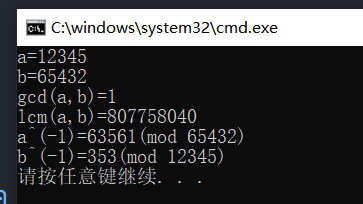 C:\windows\system32\cmd.exe
a=12345
b=65432
gcd(a,b)=1
lcm(a,b)=807758040
a^(-1)=63561(mod 65432)
b^(-1)=353(mod 12345)
请按任意键继续. . .